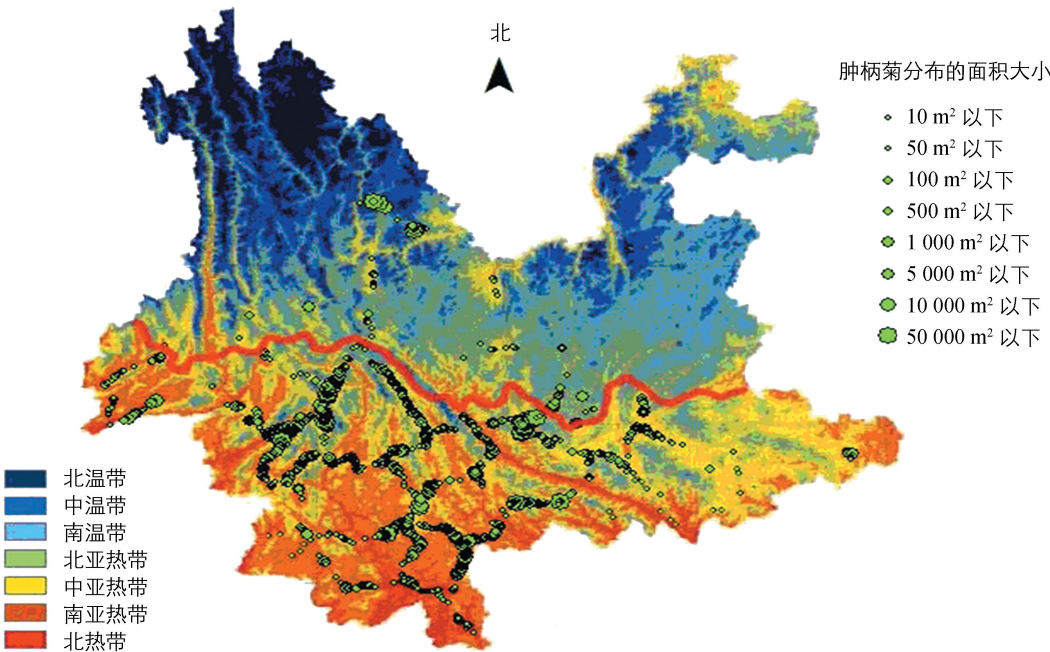 北
肿柄菊分布的面积大小
10 m² 以下
50 m² 以下
100 m² 以下
500 m² 以下
1 000 m² 以下
5 000 m² 以下
10 000 m² 以下
50 000 m² 以下
北温带
中温带
南温带
北亚热带
中亚热带
南亚热带
北热带